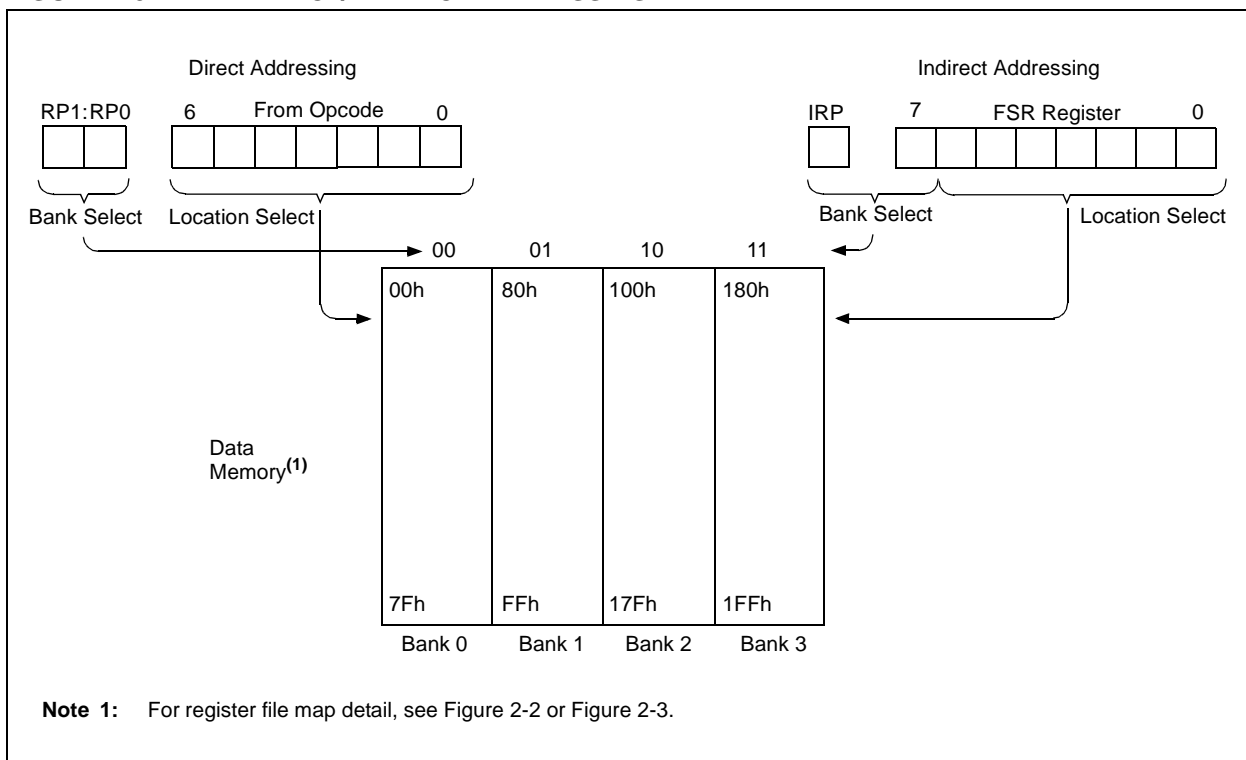 Direct Addressing
Indirect Addressing
RP1:RP0 6 From Opcode 0
IRP 7 FSR Register 0
Bank Select Location Select
Bank Select Location Select
00 01 10 11
00h 80h 100h 180h
Data
Memory(1)
7Fh FFh 17Fh 1FFh
Bank 0 Bank 1 Bank 2 Bank 3
Note 1: For register file map detail, see Figure 2-2 or Figure 2-3.